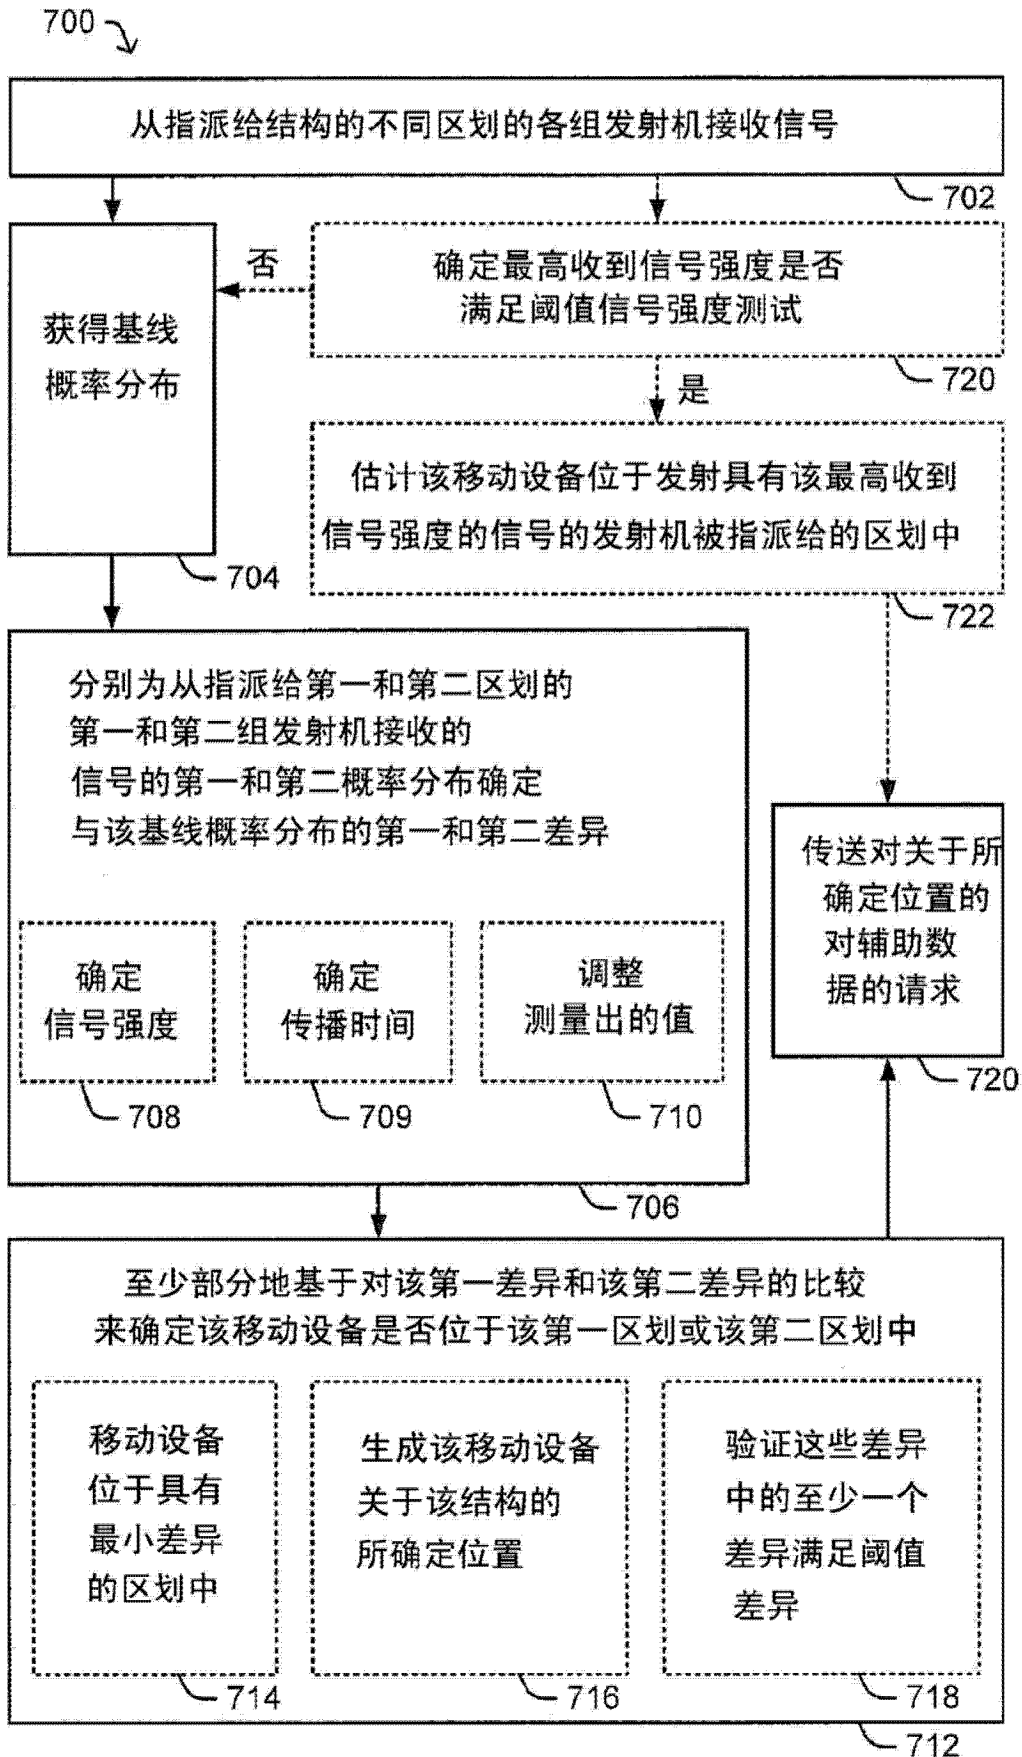 700
从指派给结构的不同区划的各组发射机接收信号
702
否
确定最高收到信号强度是否
满足阈值信号强度测试
720
获得基线
概率分布
704
是
估计该移动设备位于发射具有该最高收到
信号强度的信号的发射机被指派给的区划中
722
分别为从指派给第一和第二区划的
第一和第二组发射机接收的
信号的第一和第二概率分布确定
与该基线概率分布的第一和第二差异
确定
信号强度
708
确定
传播时间
709
调整
测量出的值
710
706
传送对关于所
确定位置的
对辅助数
据的请求
720
至少部分地基于对该第一差异和该第二差异的比较
来确定该移动设备是否位于该第一区划或该第二区划中
移动设备
位于具有
最小差异
的区划中
714
生成该移动设备
关于该结构的
所确定位置
716
验证这些差异
中的至少一个
差异满足阈值
差异
718
712